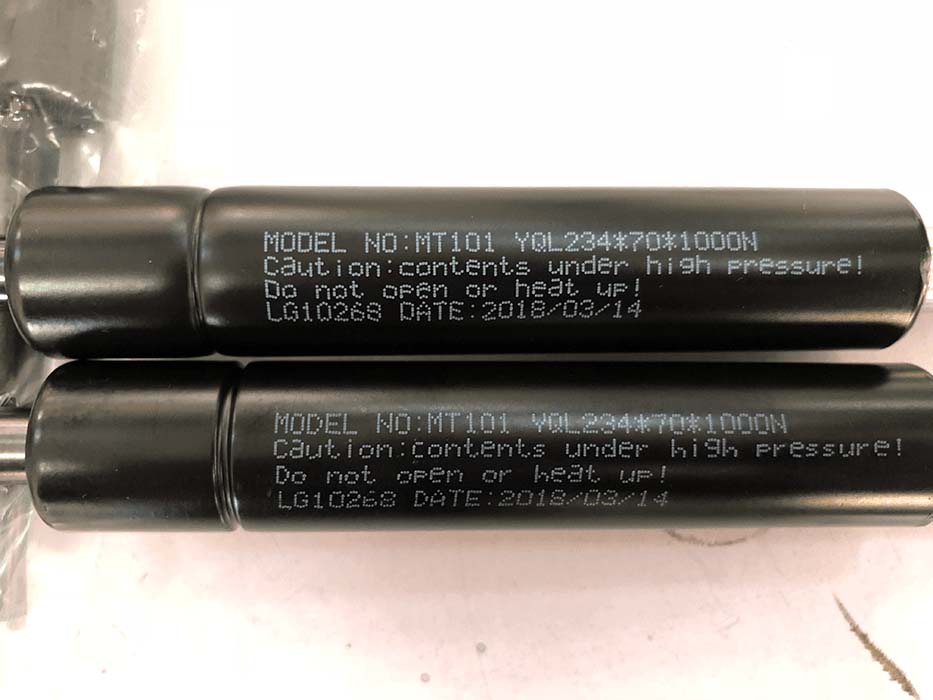 MODEL NO:MT101 YQL234*70*1000N
Caution:contents under high pressure!
Do not open or heat up!
LG10268 DATE:2018/03/14
MODEL NO:MT101 YQL234*70*1000N
Caution:contents under high pressure!
Do not open or heat up!
LG10268 DATE:2018/03/14